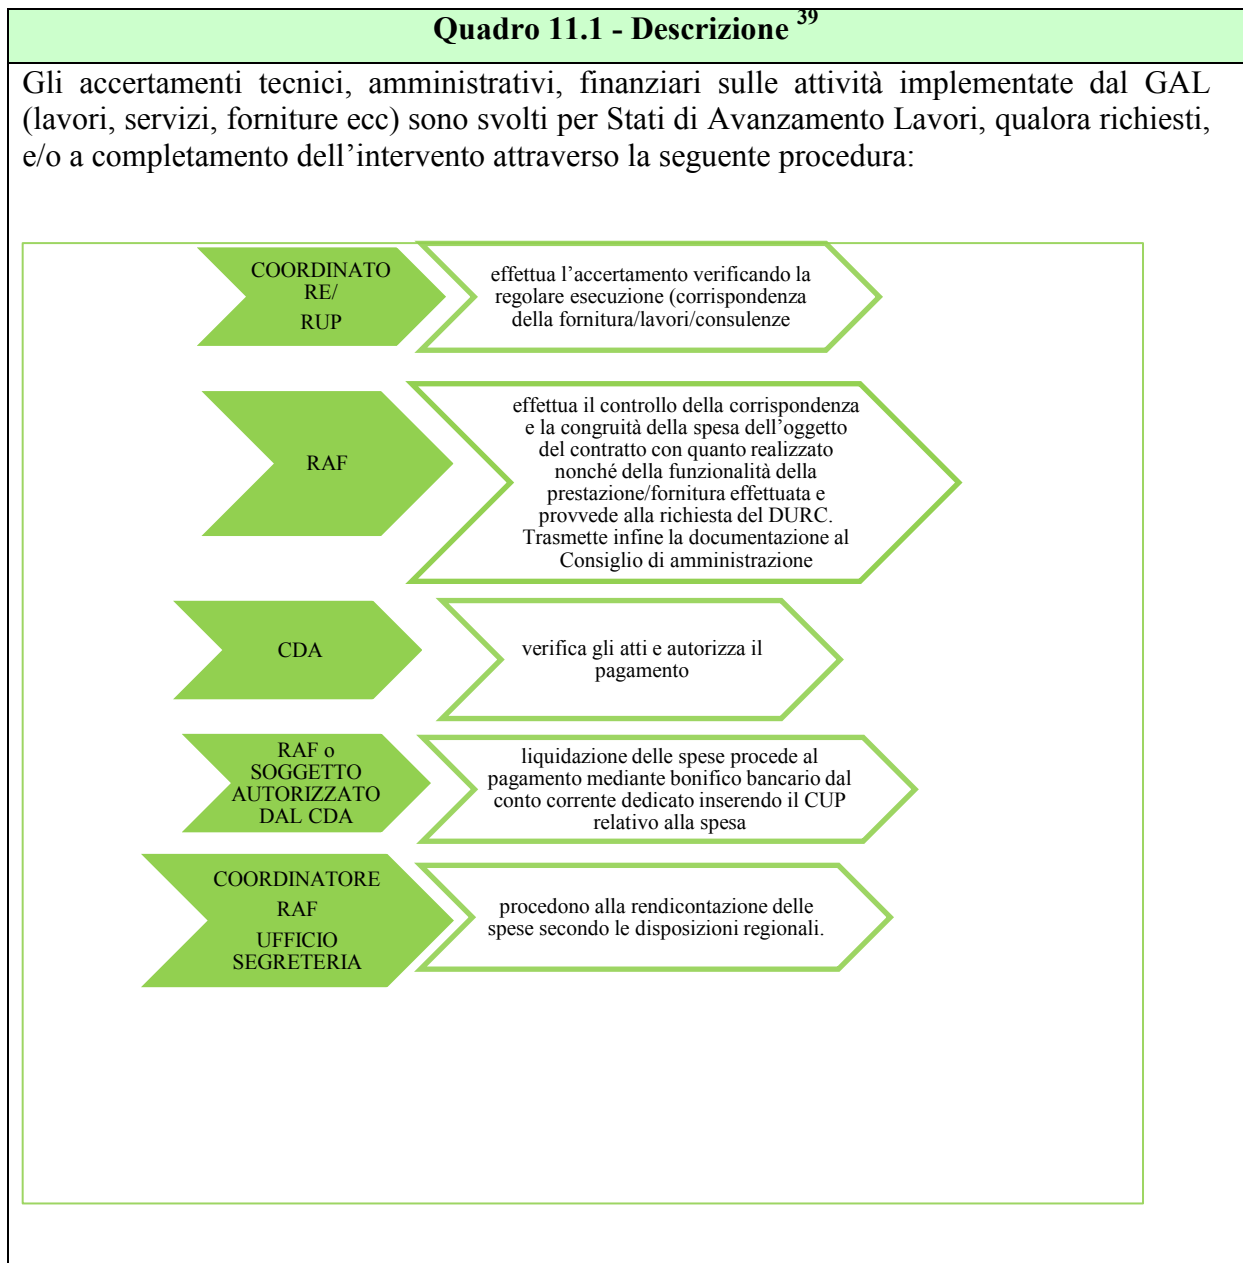 Quadro 11.1 - Descrizione 39
Gli accertamenti tecnici, amministrativi, finanziari sulle attività implementate dal GAL
(lavori, servizi, forniture ecc) sono svolti per Stati di Avanzamento Lavori, qualora richiesti,
e/o a completamento dell'intervento attraverso la seguente procedura:
COORDINATO
RE/
RUP
effettua l'accertamento verificando la
regolare esecuzione (corrispondenza
della fornitura/lavori/consulenze
RAF
effettua il controllo della corrispondenza
e la congruità della spesa dell'oggetto
del contratto con quanto realizzato
nonché della funzionalità della
prestazione/fornitura effettuata e
provvede alla richiesta del DURC.
Trasmette infine la documentazione al
Consiglio di amministrazione
CDA
verifica gli atti e autorizza il
pagamento
RAF o
SOGGETTO
AUTORIZZATO
DAL CDA
liquidazione delle spese procede al
pagamento mediante bonifico bancario dal
conto corrente dedicato inserendo il CUP
relativo alla spesa
COORDINATORE
RAF
UFFICIO
SEGRETERIA
procedono alla rendicontazione delle
spese secondo le disposizioni regionali.